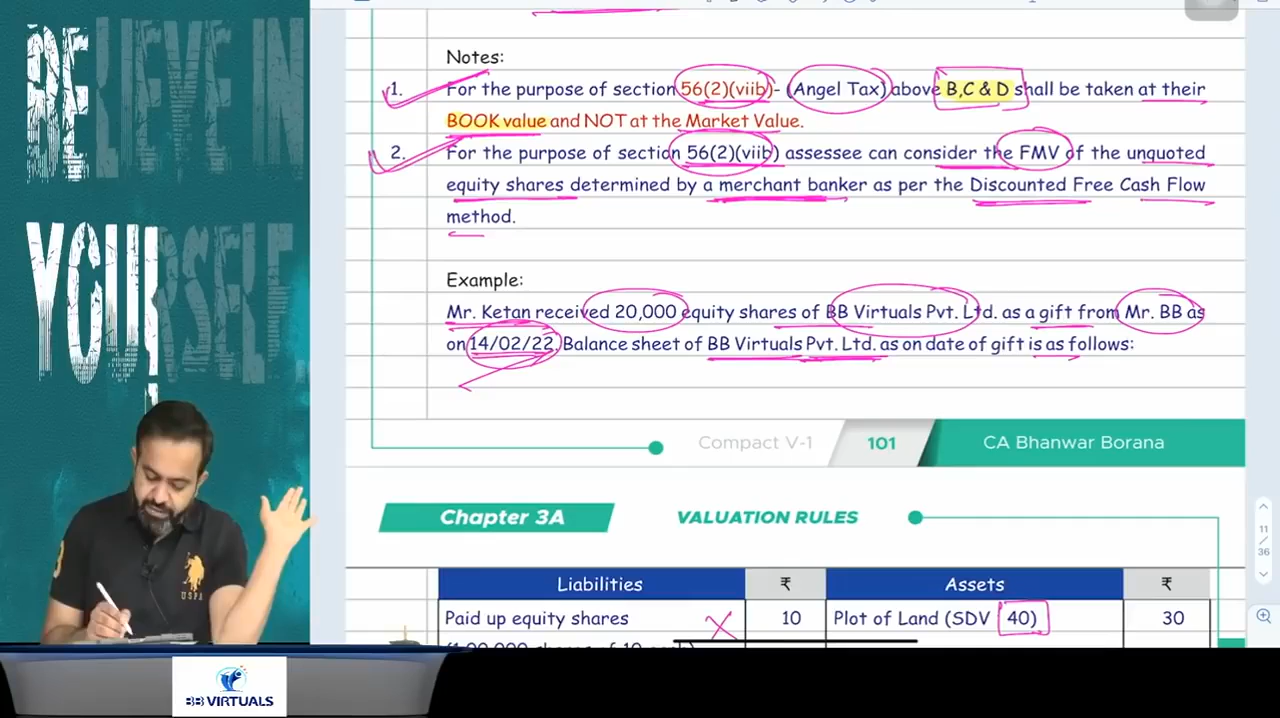 BELIEVE IN
YOURSELF
Notes:
1. For the purpose of section 56(2)(viib)- (Angel Tax) above B,C & D shall be taken at their
BOOK value and NOT at the Market Value.
2. For the purpose of section 56(2)(viib) assessee can consider the FMV of the unquoted
equity shares determined by a merchant banker as per the Discounted Free Cash Flow
method.
Example:
Mr. Ketan received 20,000 equity shares of BB Virtuals Pvt. Ltd. as a gift from Mr. BB as
on 14/02/22. Balance sheet of BB Virtuals Pvt. Ltd. as on date of gift is as follows:
Compact V-1 101 CA Bhanwar Borana
Chapter 3A VALUATION RULES
Liabilities ₹ Assets ₹
Paid up equity shares 10 Plot of Land (SDV 40) 30
11
/
36
3
USPA
BB VIRTUALS